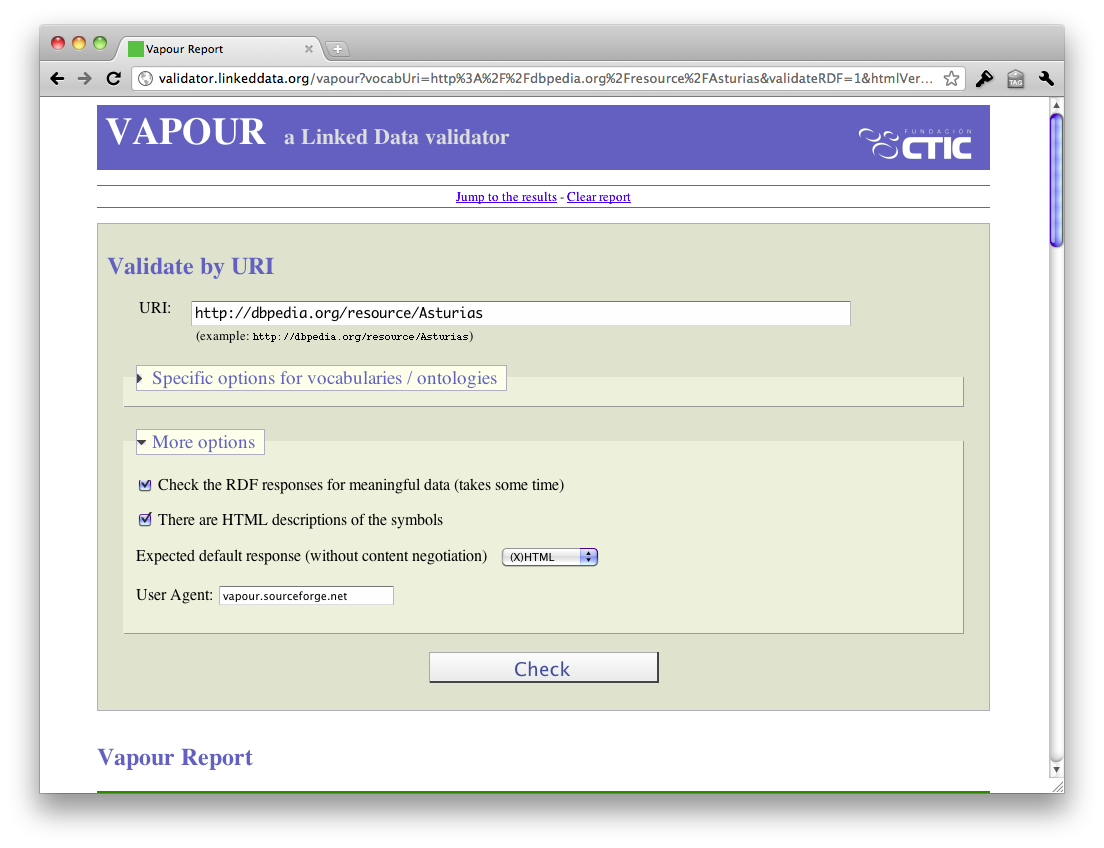 Vapour Report
validator.linkeddata.org/vapour?vocabUri=http%3A%2F%2Fdbpedia.org%2Fresource%2FAsturias&validateRDF=1&htmlVer...
TAG
VAPOUR a Linked Data validator
FUNDACIÓN
CTIC
Jump to the results - Clear report
Validate by URI
URI: http://dbpedia.org/resource/Asturias
(example: http://dbpedia.org/resource/Asturias)
Specific options for vocabularies / ontologies
More options
Check the RDF responses for meaningful data (takes some time)
There are HTML descriptions of the symbols
Expected default response (without content negotiation) (X)HTML
User Agent: vapour.sourceforge.net
Check
Vapour Report